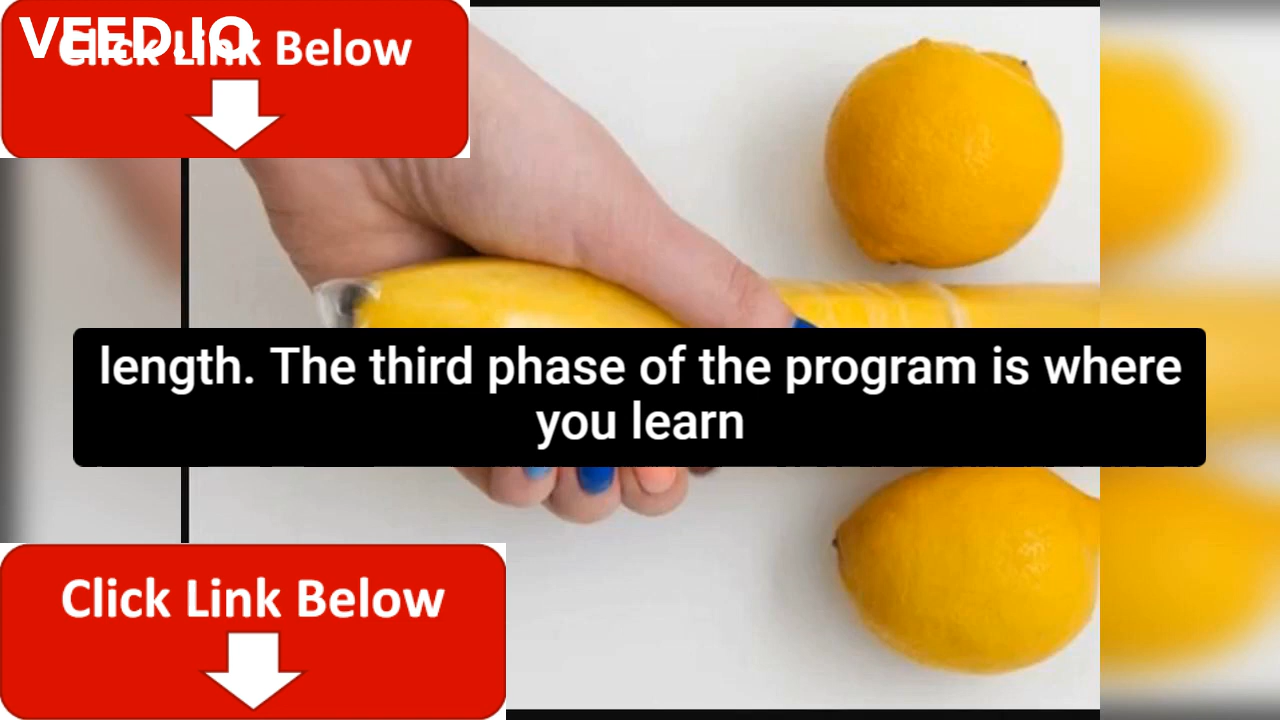 VEED.IO
Click Link Below
length. The third phase of the program is where
you learn
Click Link Below